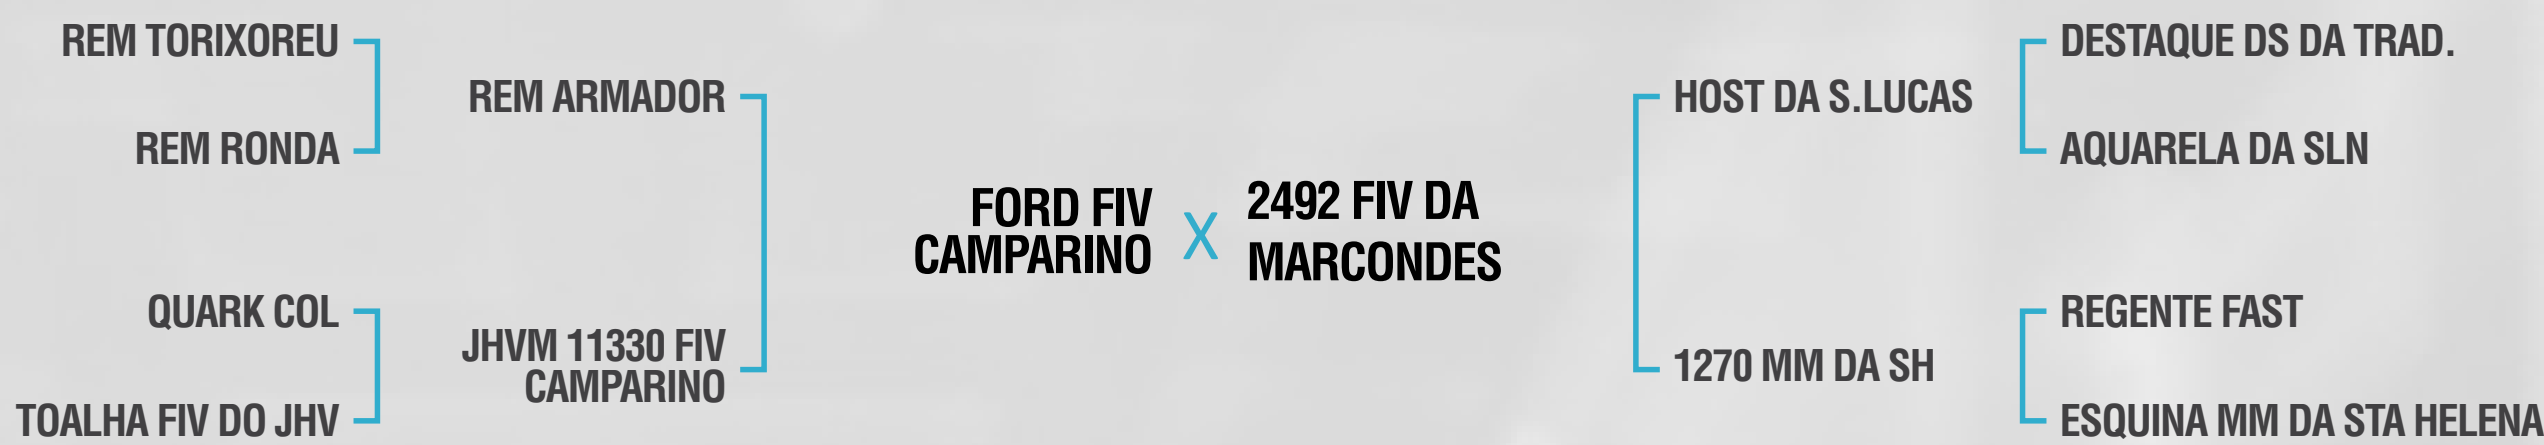 REM TORIXOREU
REM RONDA
QUARK COL
TOALHA FIV DO JHV
REM ARMADOR
JHVM 11330 FIV
CAMPARINO
FORD FIV
CAMPARINO
X
2492 FIV DA
MARCONDES
HOST DA S.LUCAS
1270 MM DA SH
DESTAQUE DS DA TRAD.
AQUARELA DA SLN
REGENTE FAST
ESQUINA MM DA STA HELENA